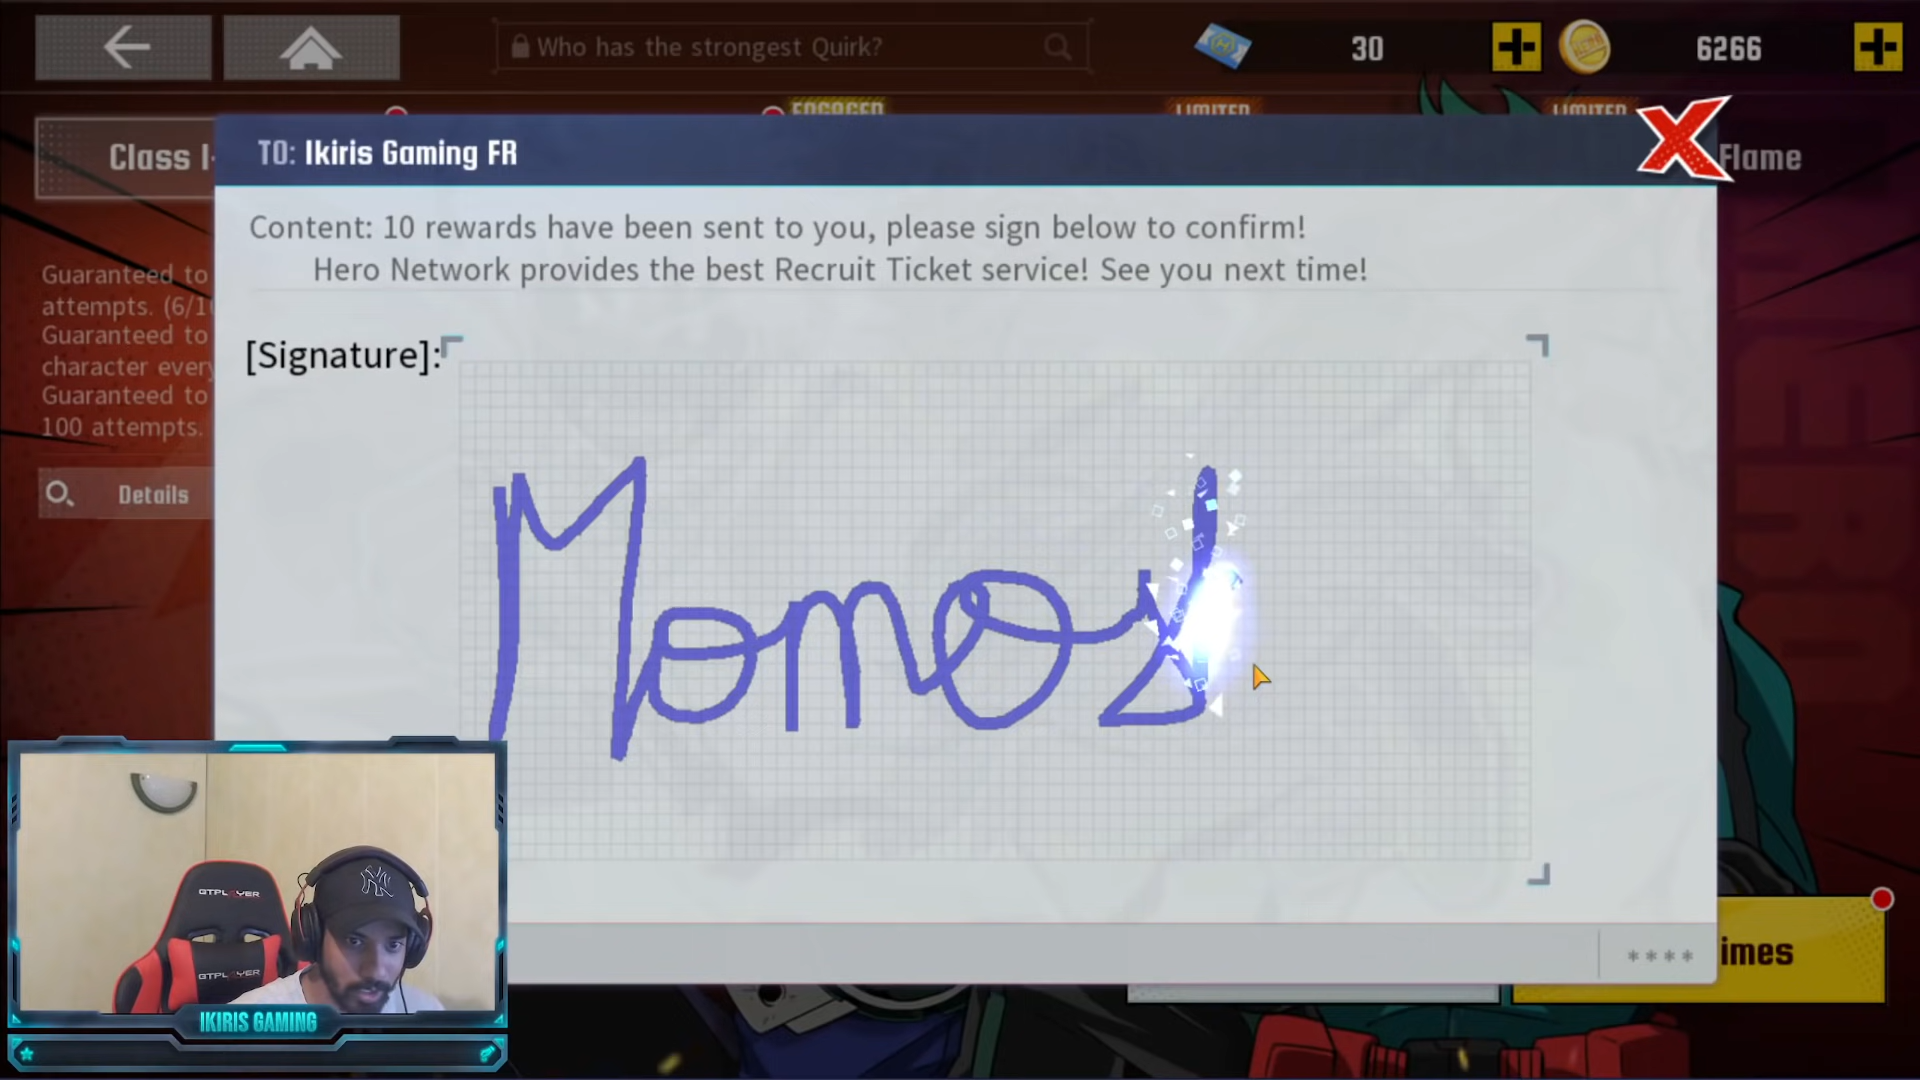 Who has the strongest Quirk?
30
6266
ENGAGED
LIMITED
LIMITED
Class 1-
Flame
TO: Ikiris Gaming FR
Content: 10 rewards have been sent to you, please sign below to confirm!
Hero Network provides the best Recruit Ticket service! See you next time!
Guaranteed to
attempts. (6/1
Guaranteed to
character every
Guaranteed to
100 attempts.
Details
[Signature]:
****
imes
NY
GTPLAYER
GTPLAYER
IKIRIS GAMING